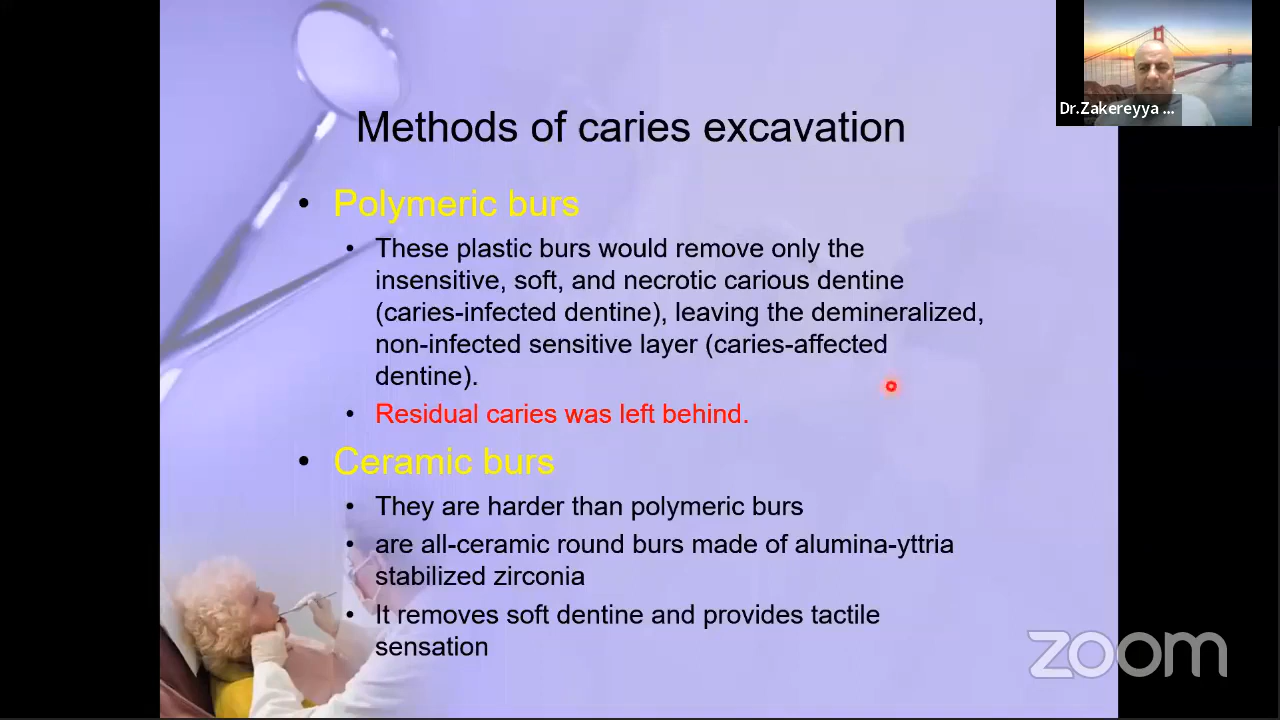 Dr.Zakereyya ...
Methods of caries excavation
• Polymeric burs
• These plastic burs would remove only the
insensitive, soft, and necrotic carious dentine
(caries-infected dentine), leaving the demineralized,
non-infected sensitive layer (caries-affected
dentine).
• Residual caries was left behind.
• Ceramic burs
• They are harder than polymeric burs
• are all-ceramic round burs made of alumina-yttria
stabilized zirconia
• It removes soft dentine and provides tactile
sensation
zoom